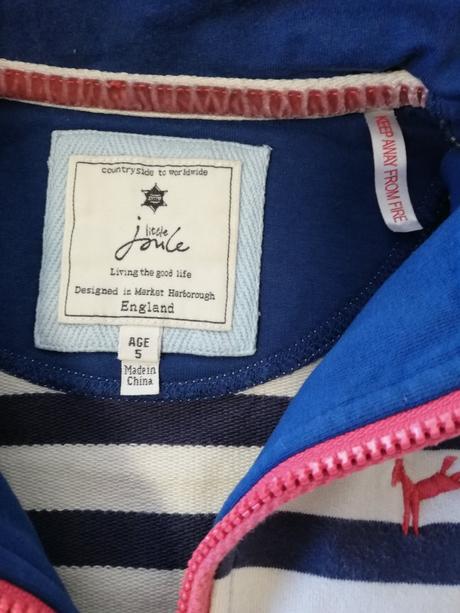 countryside to worldwide
little
joule
Living the good life
Designed in Market Harborough
England
AGE
5
Made in
China
KEEP AWAY FROM FIRE